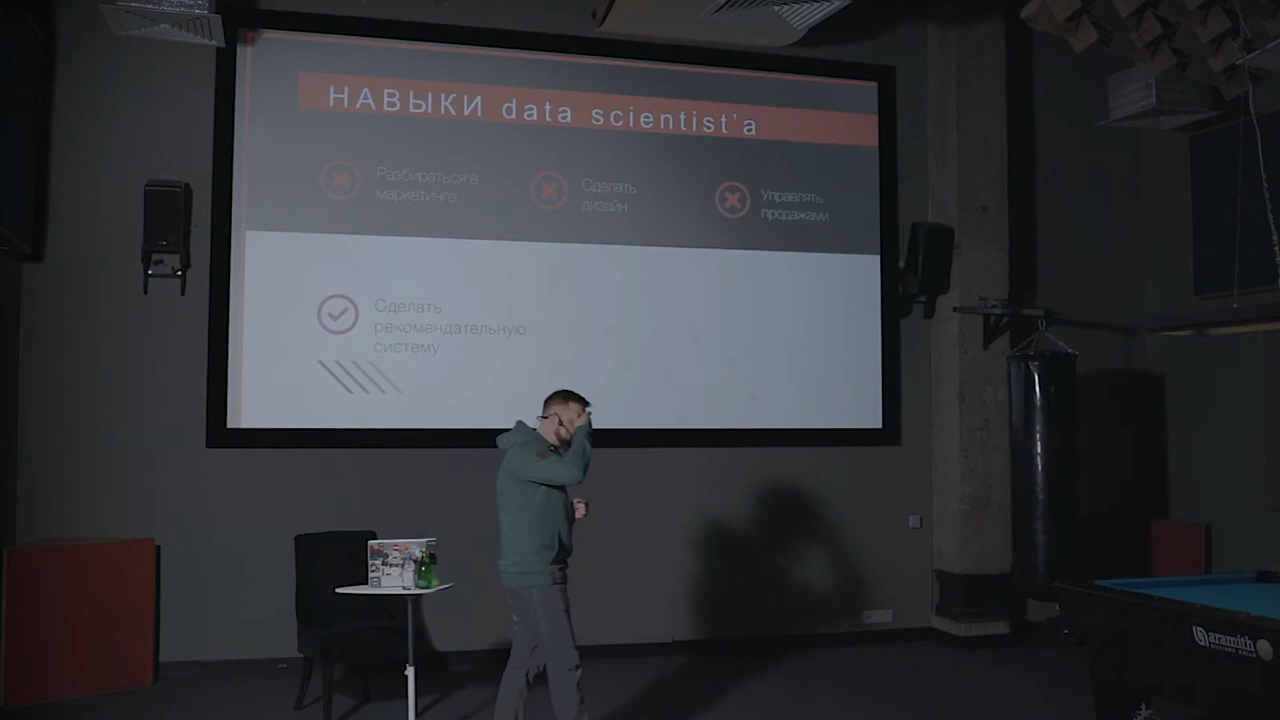 НАВЫКИ data scientist'а
Разбираться в
маркетинге
Сделать
дизайн
Управлять
продажами
Сделать
рекомендательную
систему
aramith